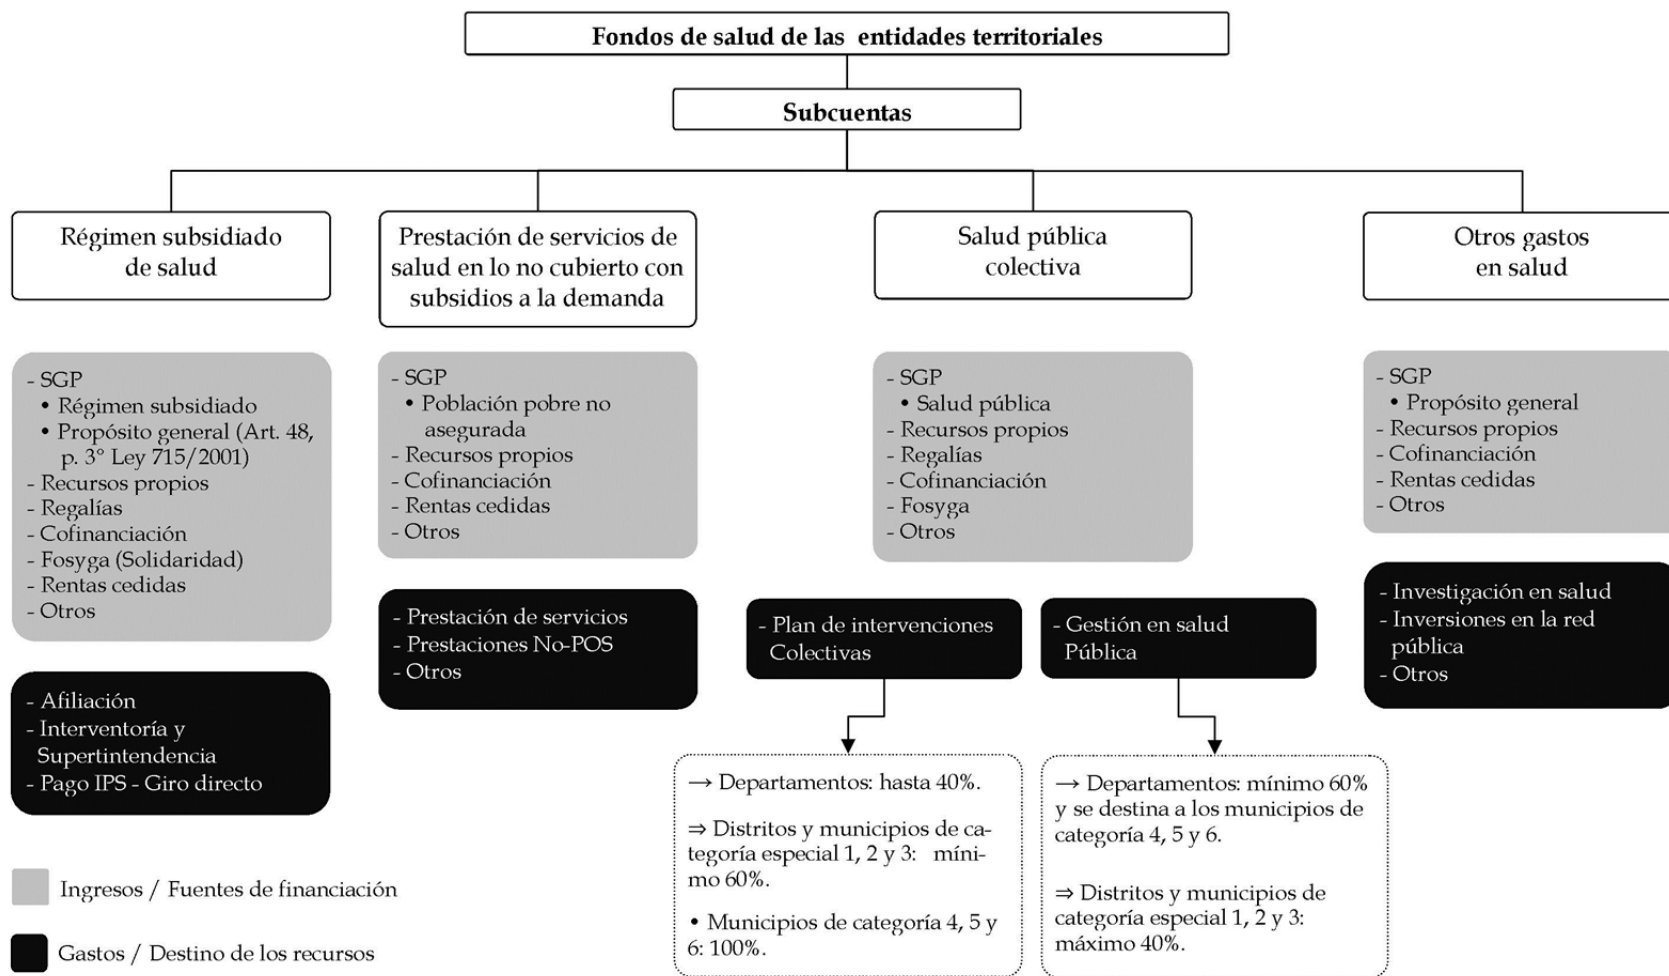 Fondos de salud de las entidades territoriales
Subcuentas
Régimen subsidiado
de salud
Prestación de servicios de
salud en lo no cubierto con
subsidios a la demanda
Salud pública
colectiva
Otros gastos
en salud
- SGP
• Régimen subsidiado
• Propósito general (Art. 48,
p. 3° Ley 715/2001)
- Recursos propios
- Regalías
- Cofinanciación
- Fosyga (Solidaridad)
- Rentas cedidas
- Otros
- SGP
• Población pobre no
asegurada
- Recursos propios
- Cofinanciación
- Rentas cedidas
- Otros
- SGP
• Salud pública
- Recursos propios
- Regalías
- Cofinanciación
- Fosyga
- Otros
- SGP
• Propósito general
- Recursos propios
- Cofinanciación
- Rentas cedidas
- Otros
- Afiliación
- Interventoría y
Supertintendencia
- Pago IPS - Giro directo
- Prestación de servicios
- Prestaciones No-POS
- Otros
- Plan de intervenciones
Colectivas
- Gestión en salud
Pública
- Investigación en salud
- Inversiones en la red
pública
- Otros
→ Departamentos: hasta 40%.
⇒ Distritos y municipios de ca-
tegoría especial 1, 2 y 3: míni-
mo 60%.
• Municipios de categoría 4, 5 y
6: 100%.
→ Departamentos: mínimo 60%
y se destina a los municipios de
categoría 4, 5 y 6.
⇒ Distritos y municipios de
categoría especial 1, 2 y 3:
máximo 40%.
Ingresos / Fuentes de financiación
Gastos / Destino de los recursos